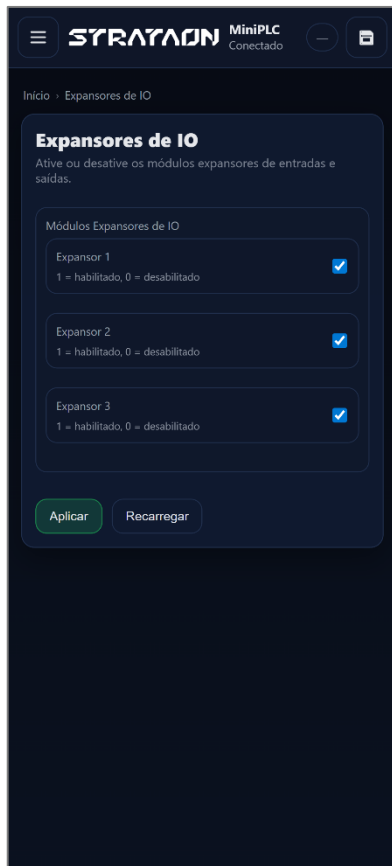 STRATAON
MiniPLC
Conectado
Início › Expansores de IO
Expansores de IO
Ative ou desative os módulos expansores de entradas e
saídas.
Módulos Expansores de IO
Expansor 1
1 = habilitado, 0 = desabilitado
Expansor 2
1 = habilitado, 0 = desabilitado
Expansor 3
1 = habilitado, 0 = desabilitado
Aplicar
Recarregar